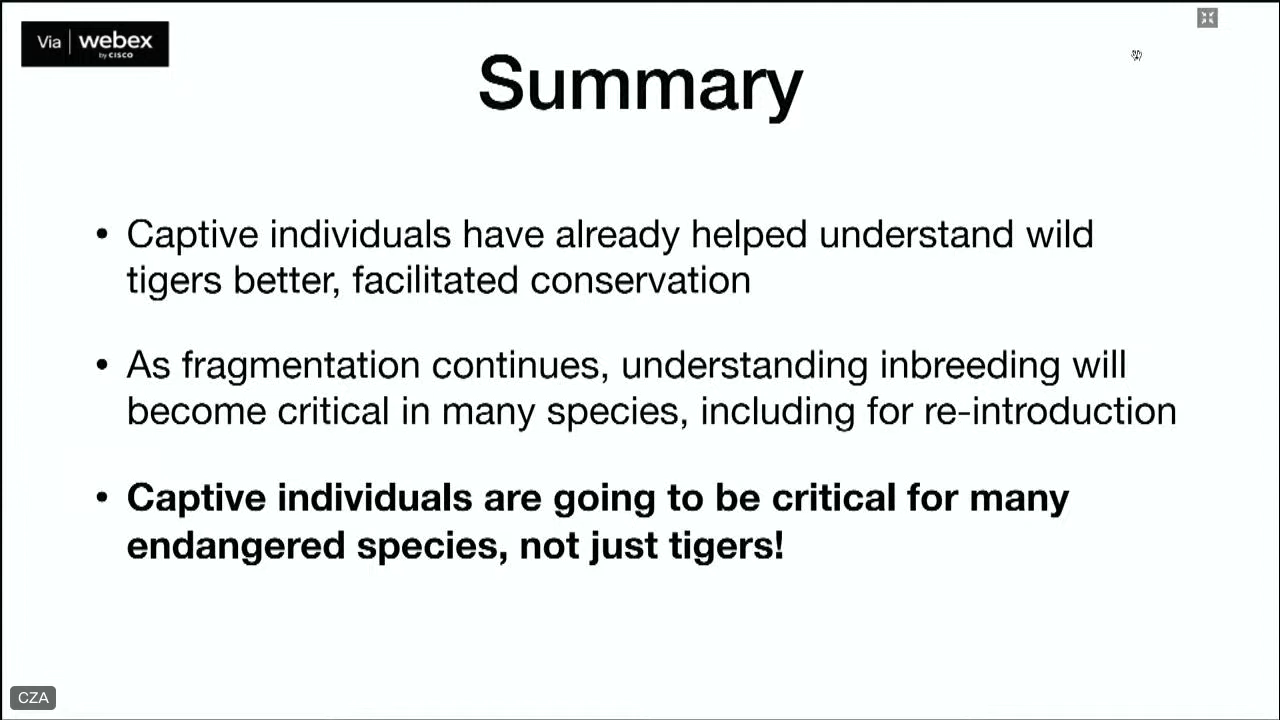 Via | webex
by CISCO
Summary
• Captive individuals have already helped understand wild
tigers better, facilitated conservation
• As fragmentation continues, understanding inbreeding will
become critical in many species, including for re-introduction
• Captive individuals are going to be critical for many
endangered species, not just tigers!
CZA